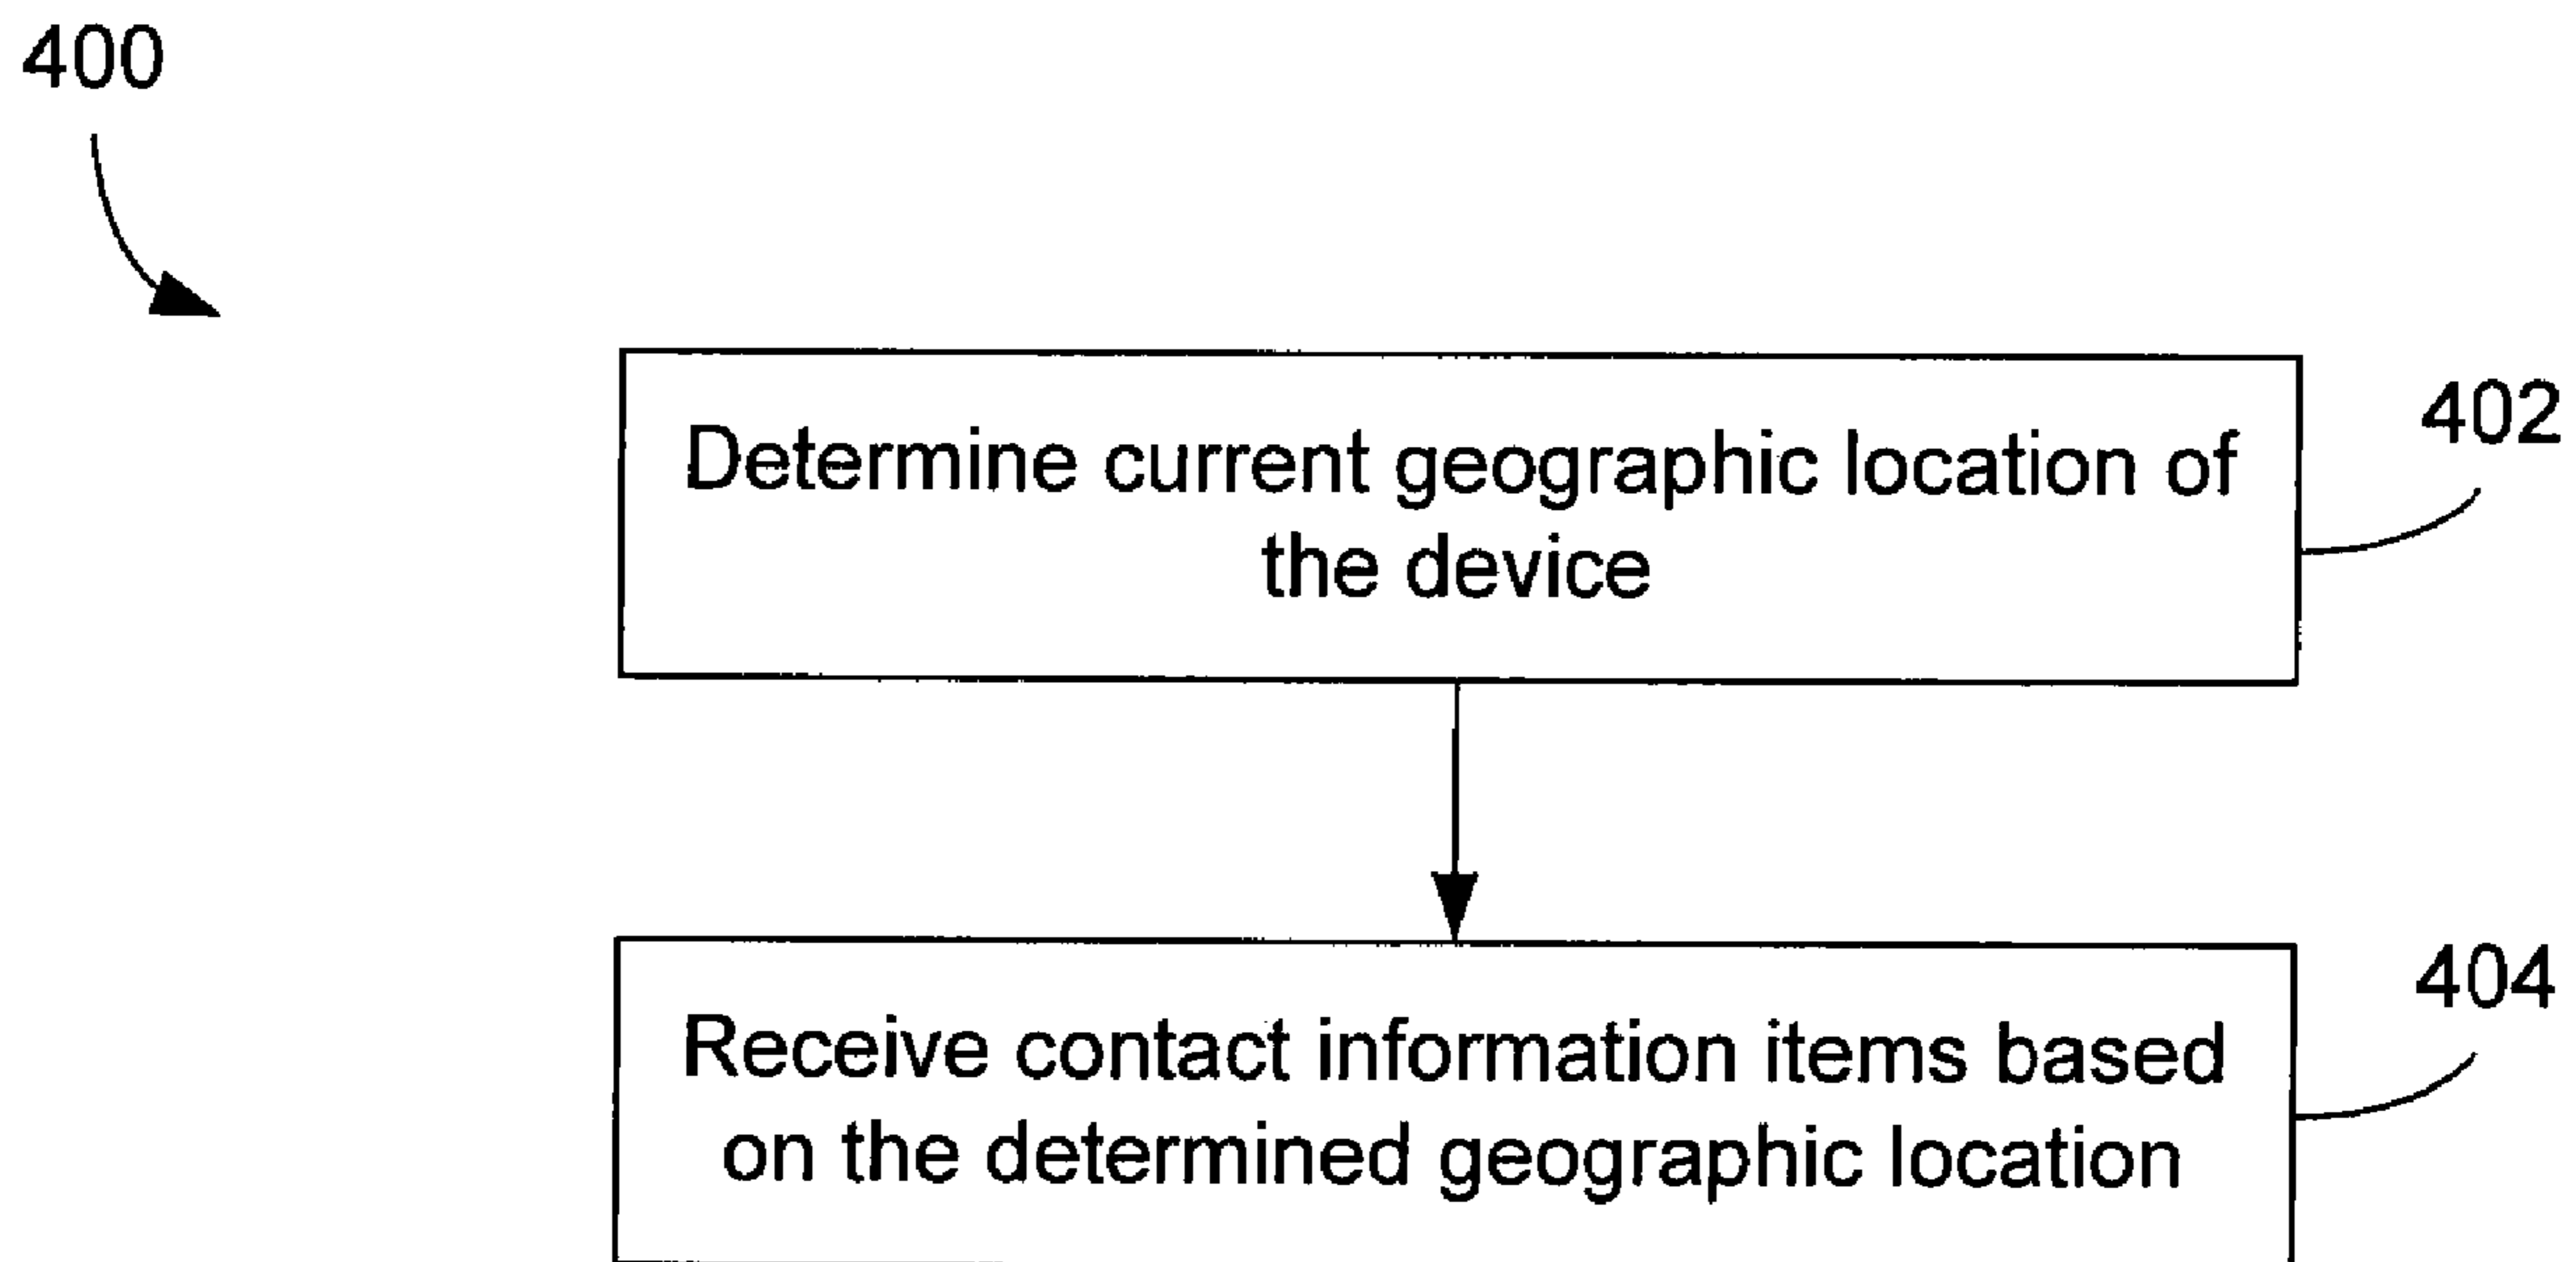 400
Determine current geographic location of
the device
402
Receive contact information items based
on the determined geographic location
404